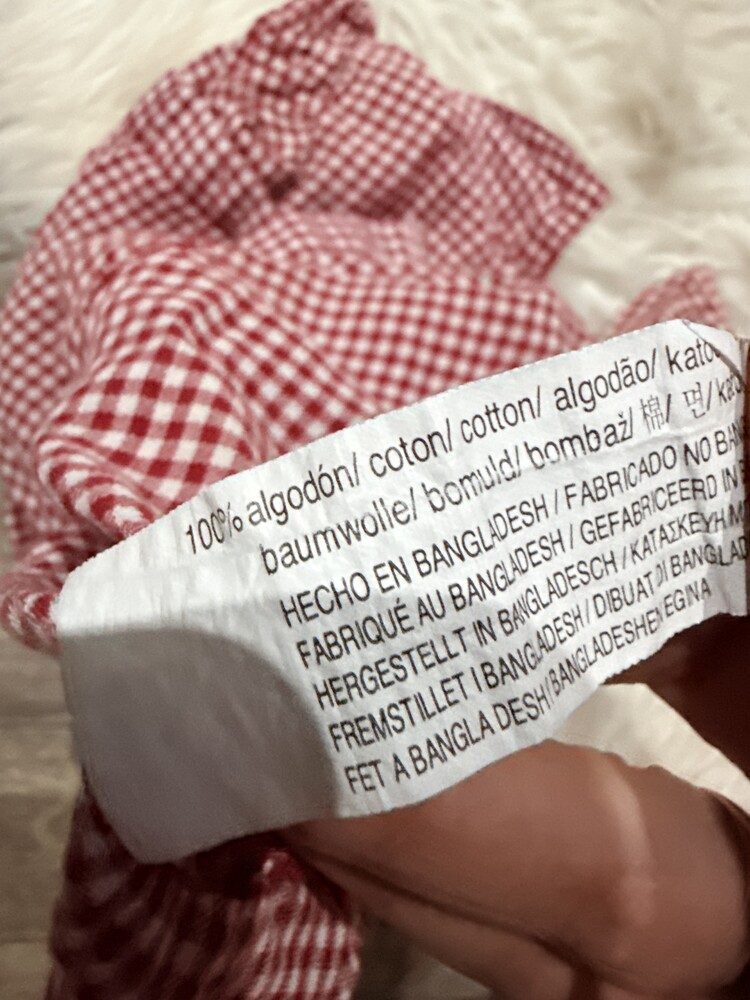 100% algodón/ coton/ cotton/ algodão/
baumwolle/ bomuld/ bombaž/ 棉/ 면/
HECHO EN BANGLADESH / FABRICADO NO
FABRIQUÉ AU BANGLADESH / GEFABRICEERD IN
HERGESTELLT IN BANGLADESCH / ΚΑΤΑΣΚΕΥΗ
FREMSTILLET I BANGLADESH / DIBUAT DI
FET A BANGLA DESH/ BANGLADESHEN EGINA